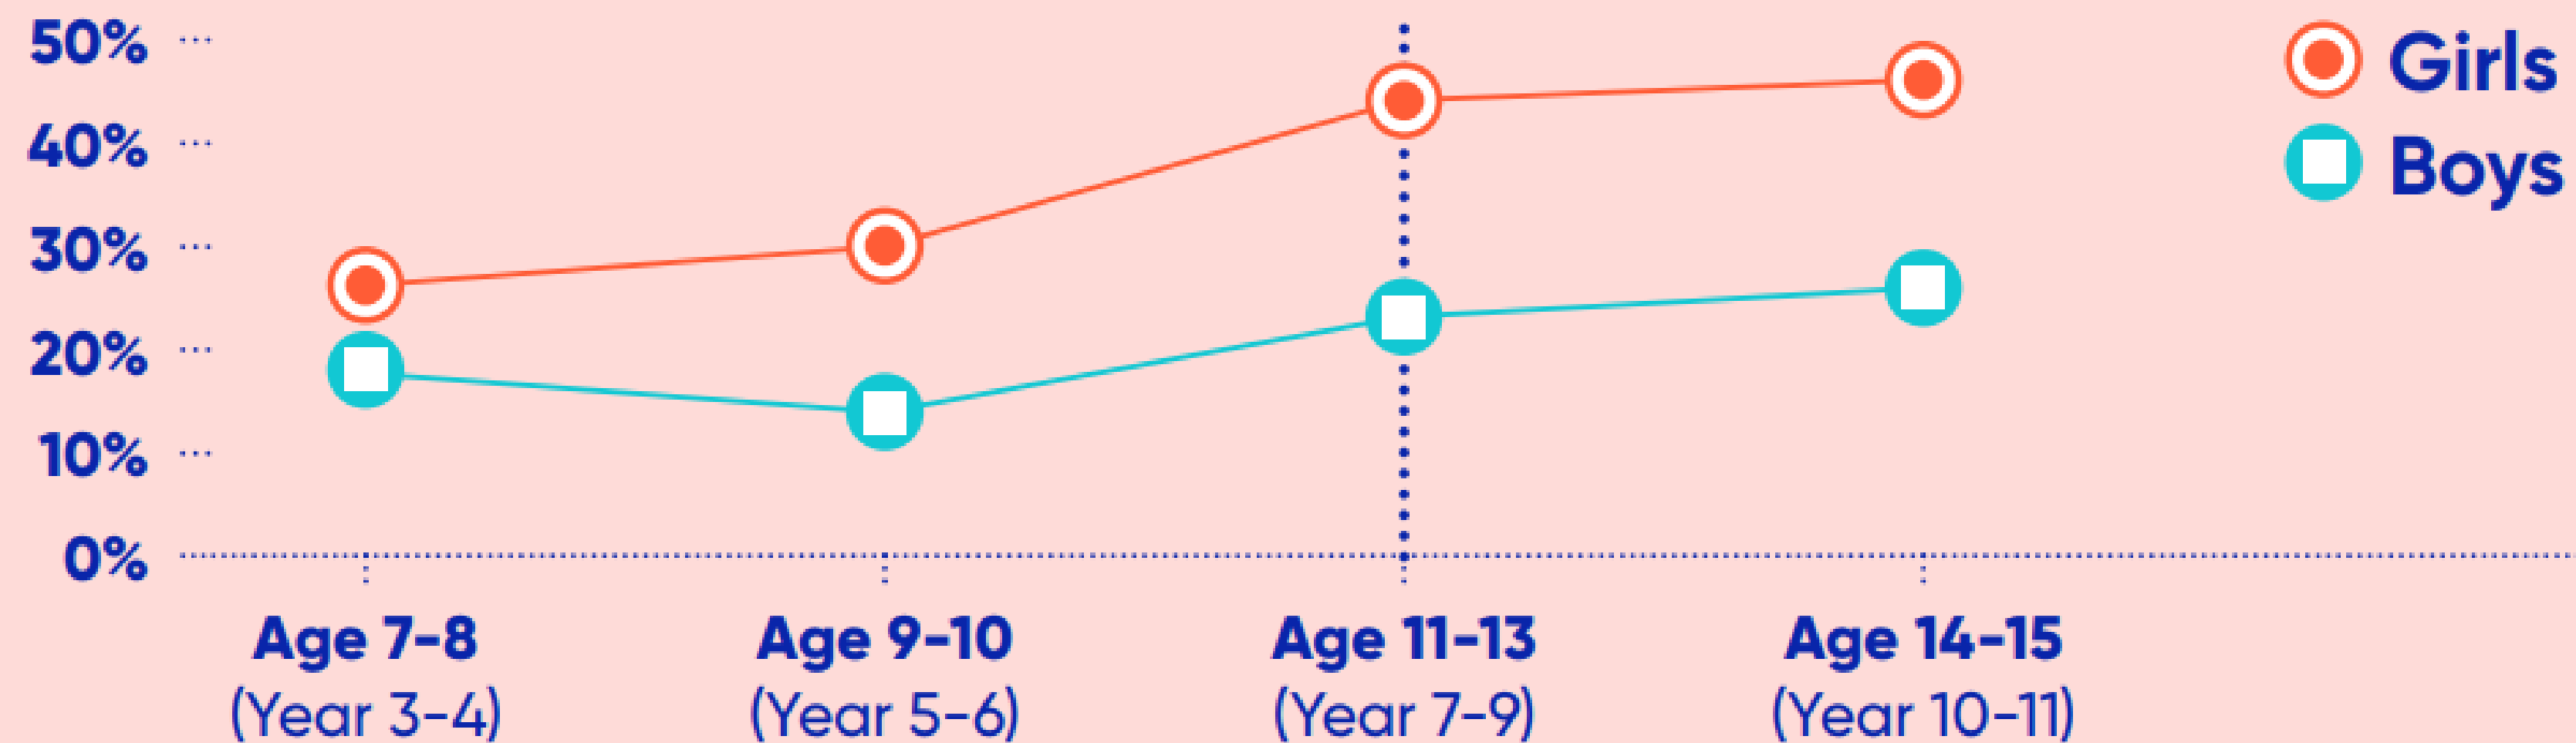 50%
40%
30%
20%
10%
0%
Girls
Boys
Age 7-8
(Year 3-4)
Age 9-10
(Year 5-6)
Age 11-13
(Year 7-9)
Age 14-15
(Year 10-11)